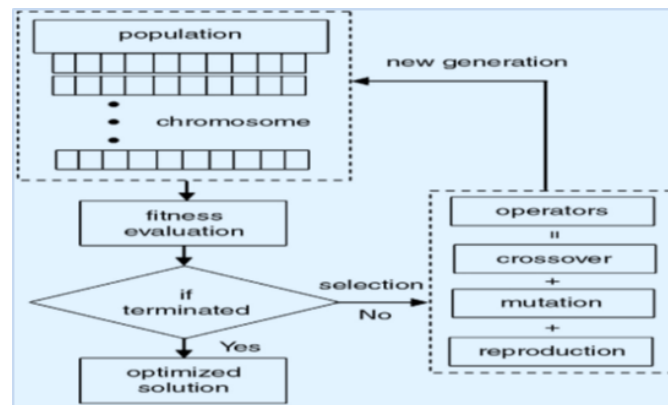 population
new generation
chromosome
fitness
evaluation
operators
=
crossover
+
mutation
+
reproduction
selection
if
terminated
No
Yes
optimized
solution